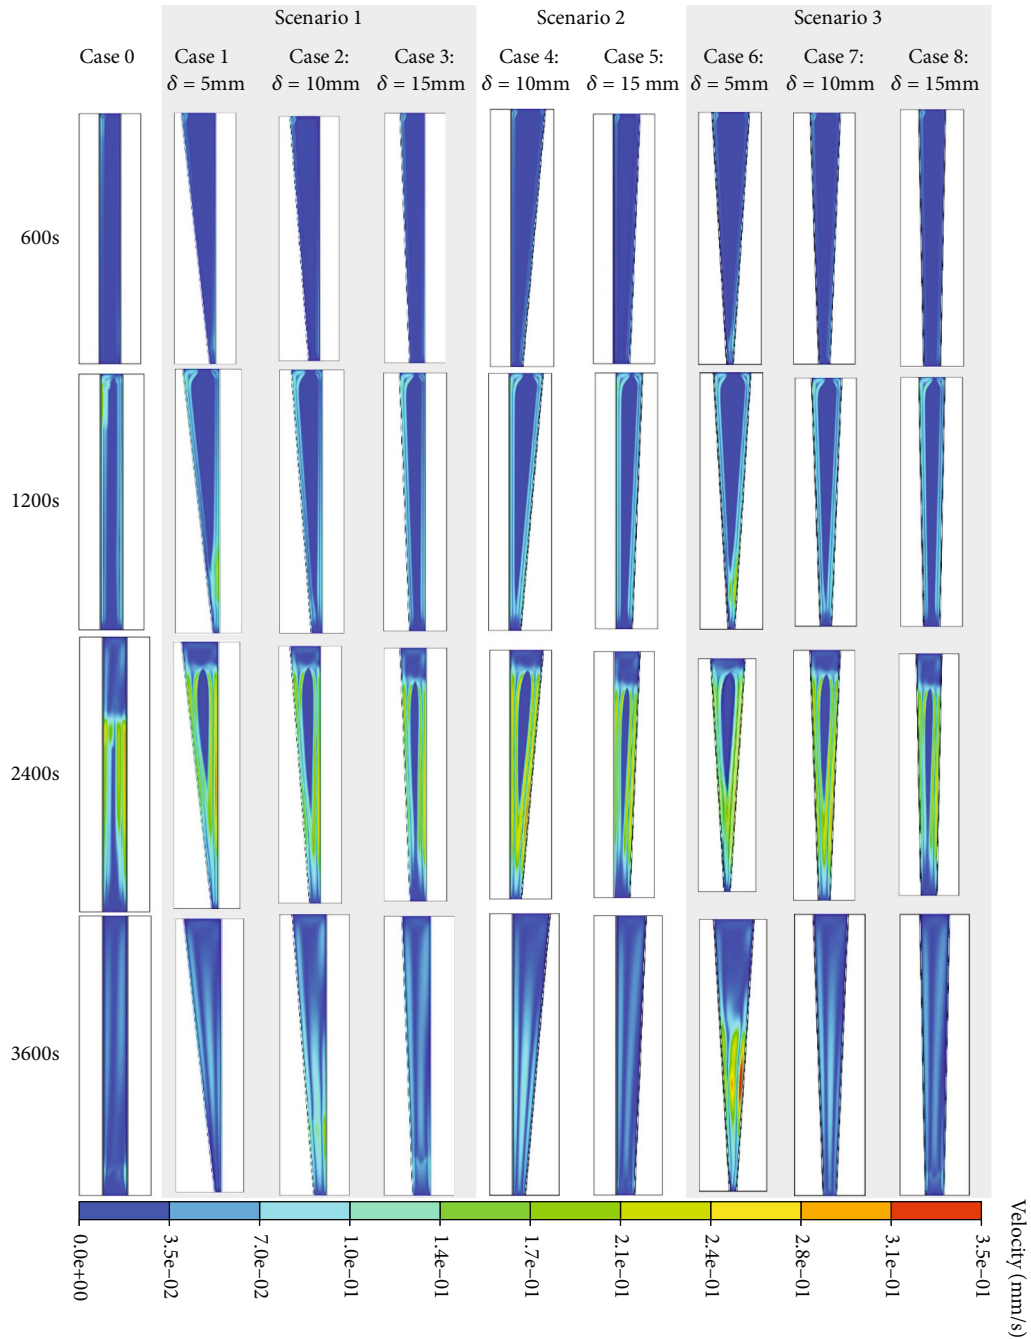 Scenario 1 Scenario 2 Scenario 3
Case 0 Case 1 Case 2: Case 3: Case 4: Case 5: Case 6: Case 7: Case 8:
δ = 5mm δ = 10mm δ = 15mm δ = 10mm δ = 15 mm δ = 5mm δ = 10mm δ = 15mm
600s
1200s
2400s
3600s
0.0e+00 3.5e−02 7.0e−02 1.0e−01 1.4e−01 1.7e−01 2.1e−01 2.4e−01 2.8e−01 3.1e−01 3.5e−01
Velocity (mm/s)